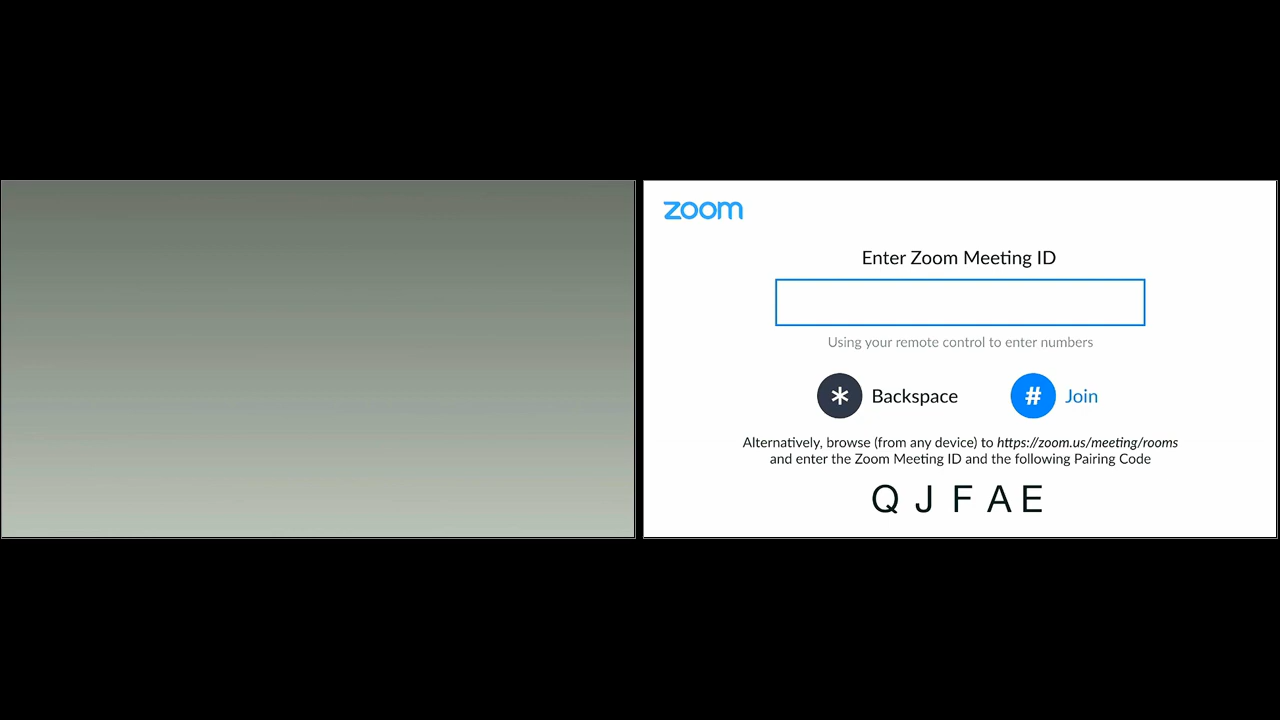 zoom
Enter Zoom Meeting ID
Using your remote control to enter numbers
* Backspace
# Join
Alternatively, browse (from any device) to https://zoom.us/meeting/rooms
and enter the Zoom Meeting ID and the following Pairing Code
Q J F A E